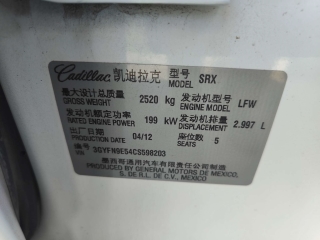 Cadillac 凯迪拉克 型号 MODEL SRX
最大设计总质量 GROSS WEIGHT 2520 kg 发动机型号 ENGINE MODEL LFW
发动机额定功率 RATED ENGINE POWER 199 kW 发动机排量 DISPLACEMENT 2.997 L
出厂日期 PRODUCTION DATE 04/12 座位数 SEATS 5
编号 NO. 3GYFN9E54CS598203
墨西哥通用汽车有限公司制造
PRODUCED BY GENERAL MOTORS DE MEXICO,
S. DE R.L. DE C.V., MEXICO